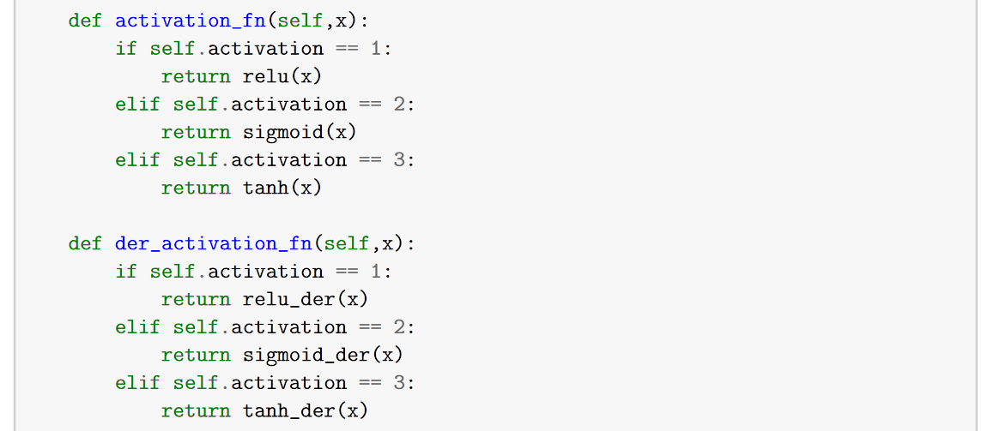 def activation_fn(self,x):
    if self.activation == 1:
        return relu(x)
    elif self.activation == 2:
        return sigmoid(x)
    elif self.activation == 3:
        return tanh(x)

def der_activation_fn(self,x):
    if self.activation == 1:
        return relu_der(x)
    elif self.activation == 2:
        return sigmoid_der(x)
    elif self.activation == 3:
        return tanh_der(x)